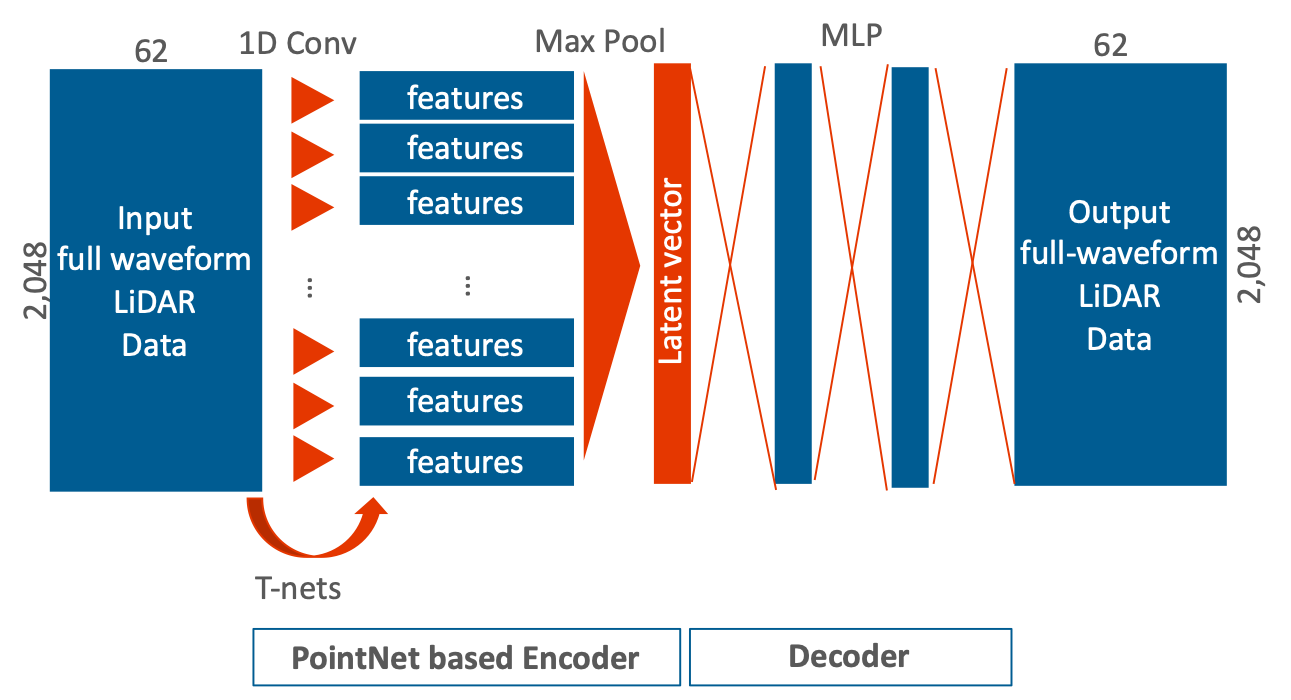 62
1D Conv
Max Pool
MLP
62
2,048
Input
full waveform
LiDAR
Data
features
features
features
...
...
features
features
features
Latent vector
Output
full-waveform
LiDAR
Data
2,048
T-nets
PointNet based Encoder
Decoder